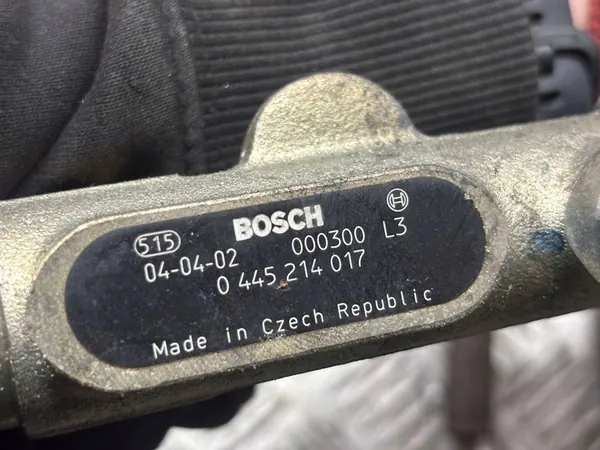 BOSCH
515
04-04-02 000300 L3
0 445 214 017
Made in Czech Republic